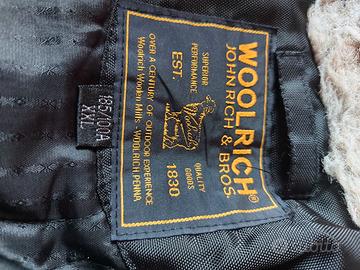 WOOLRICH®
JOHN RICH & BROS.
SUPERIOR
PERFORMANCE
EST.
Woolrich
1830
QUALITY
GOODS
OVER A CENTURY OF OUTDOOR EXPERIENCE
Woolrich Woolen Mills - WOOLRICH PENNA.
185/100A
XXL